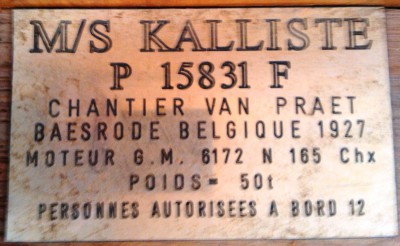 M/S KALLISTE
P 15831 F
CHANTIER VAN PRAET
BAESRODE BELGIQUE 1927
MOTEUR G.M. 6172 N 165 Chx
POIDS= 50t
PERSONNES AUTORISEES A BORD 12